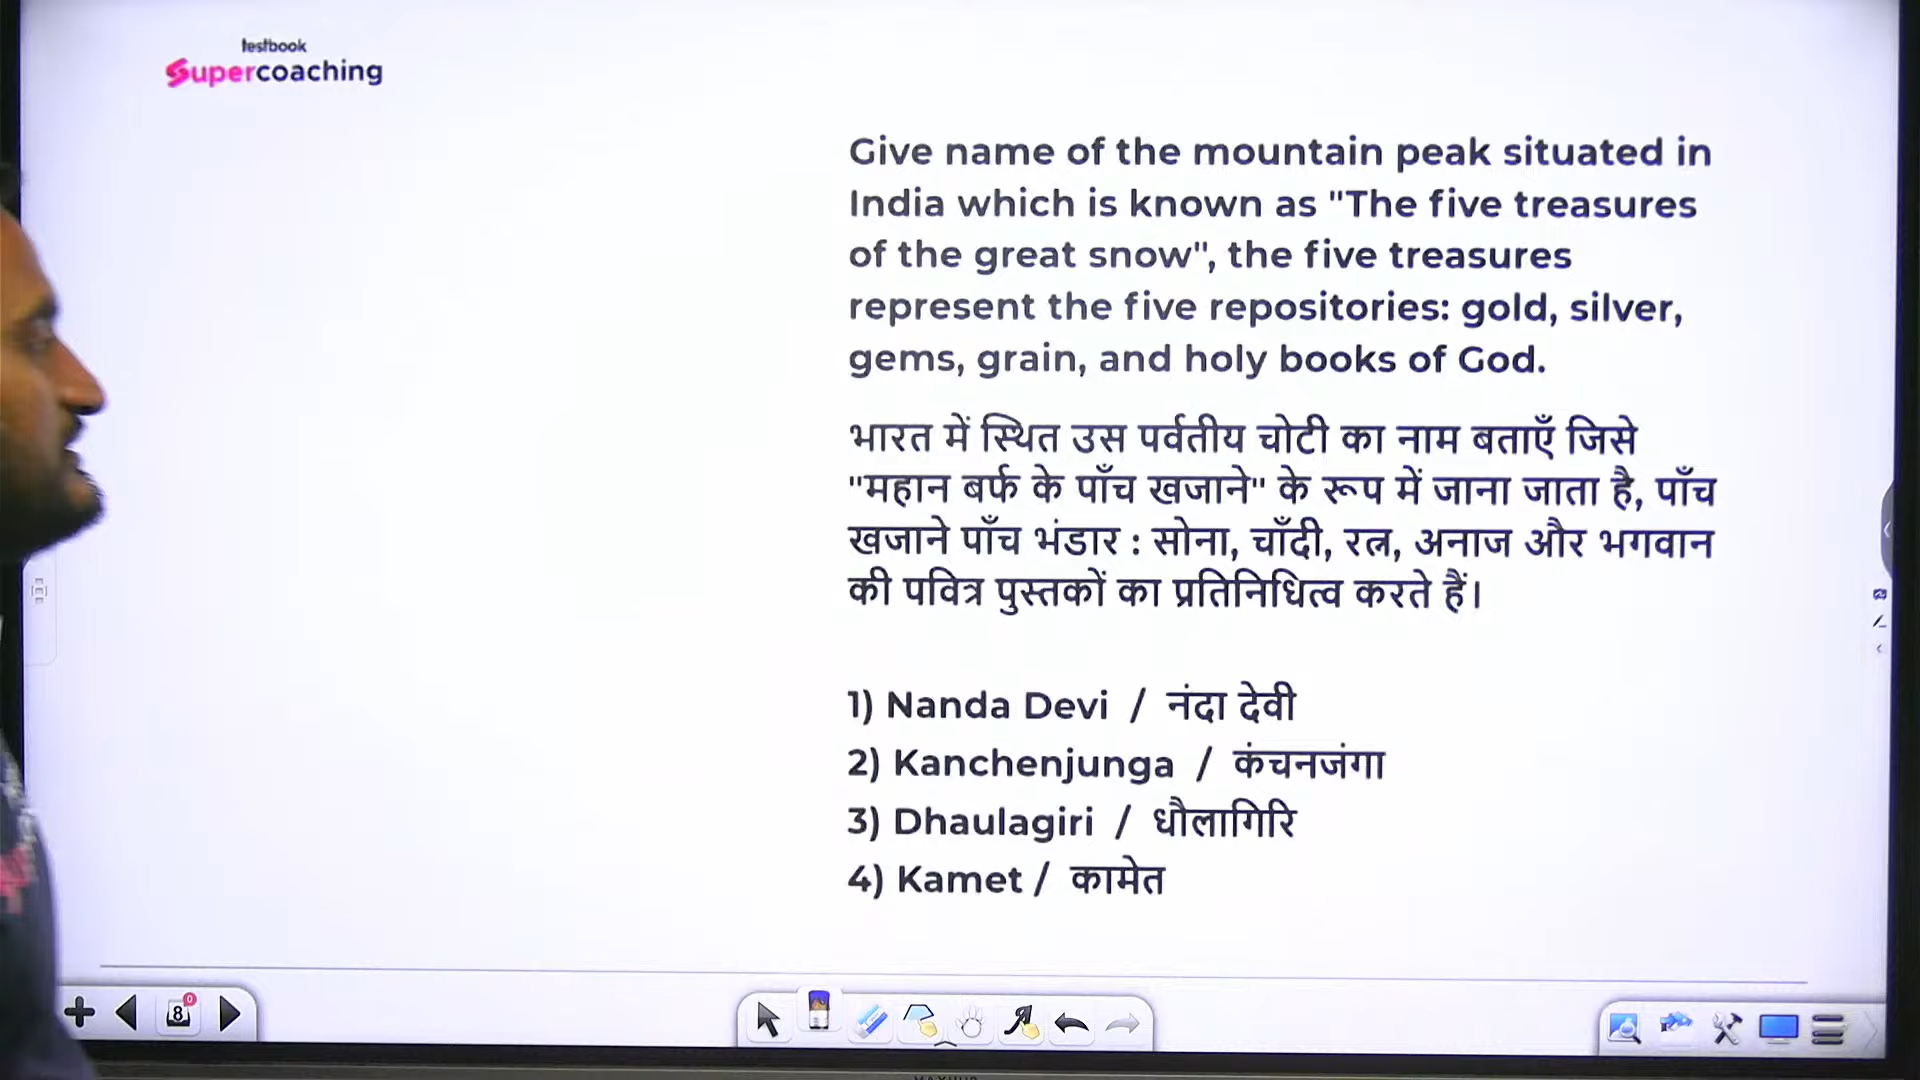 testbook
Supercoaching
Give name of the mountain peak situated in
India which is known as "The five treasures
of the great snow", the five treasures
represent the five repositories: gold, silver,
gems, grain, and holy books of God.
भारत में स्थित उस पर्वतीय चोटी का नाम बताएँ जिसे
"महान बर्फ के पाँच खजाने" के रूप में जाना जाता है, पाँच
खजाने पाँच भंडार : सोना, चाँदी, रत्न, अनाज और भगवान
की पवित्र पुस्तकों का प्रतिनिधित्व करते हैं।
1) Nanda Devi / नंदा देवी
2) Kanchenjunga / कंचनजंगा
3) Dhaulagiri / धौलागिरि
4) Kamet / कामेत
8
0